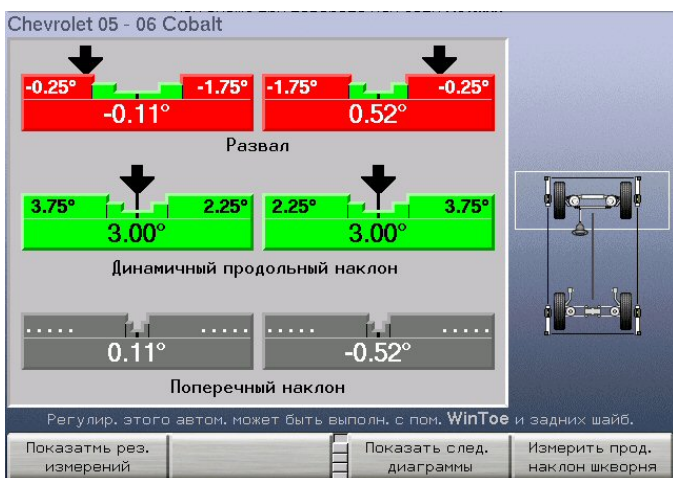 Chevrolet 05 - 06 Cobalt
-0.25° -1.75° -1.75° -0.25°
-0.11° 0.52°
Развал
3.75° 2.25° 2.25° 3.75°
3.00° 3.00°
Динамичный продольный наклон
..... ..... ..... .....
0.11° -0.52°
Поперечный наклон
Регулир. этого автом. может быть выполн. с пом. WinToe и задних шайб.
Показатмь рез. Показать след. Измерить прод.
измерений диаграммы наклон шкворня